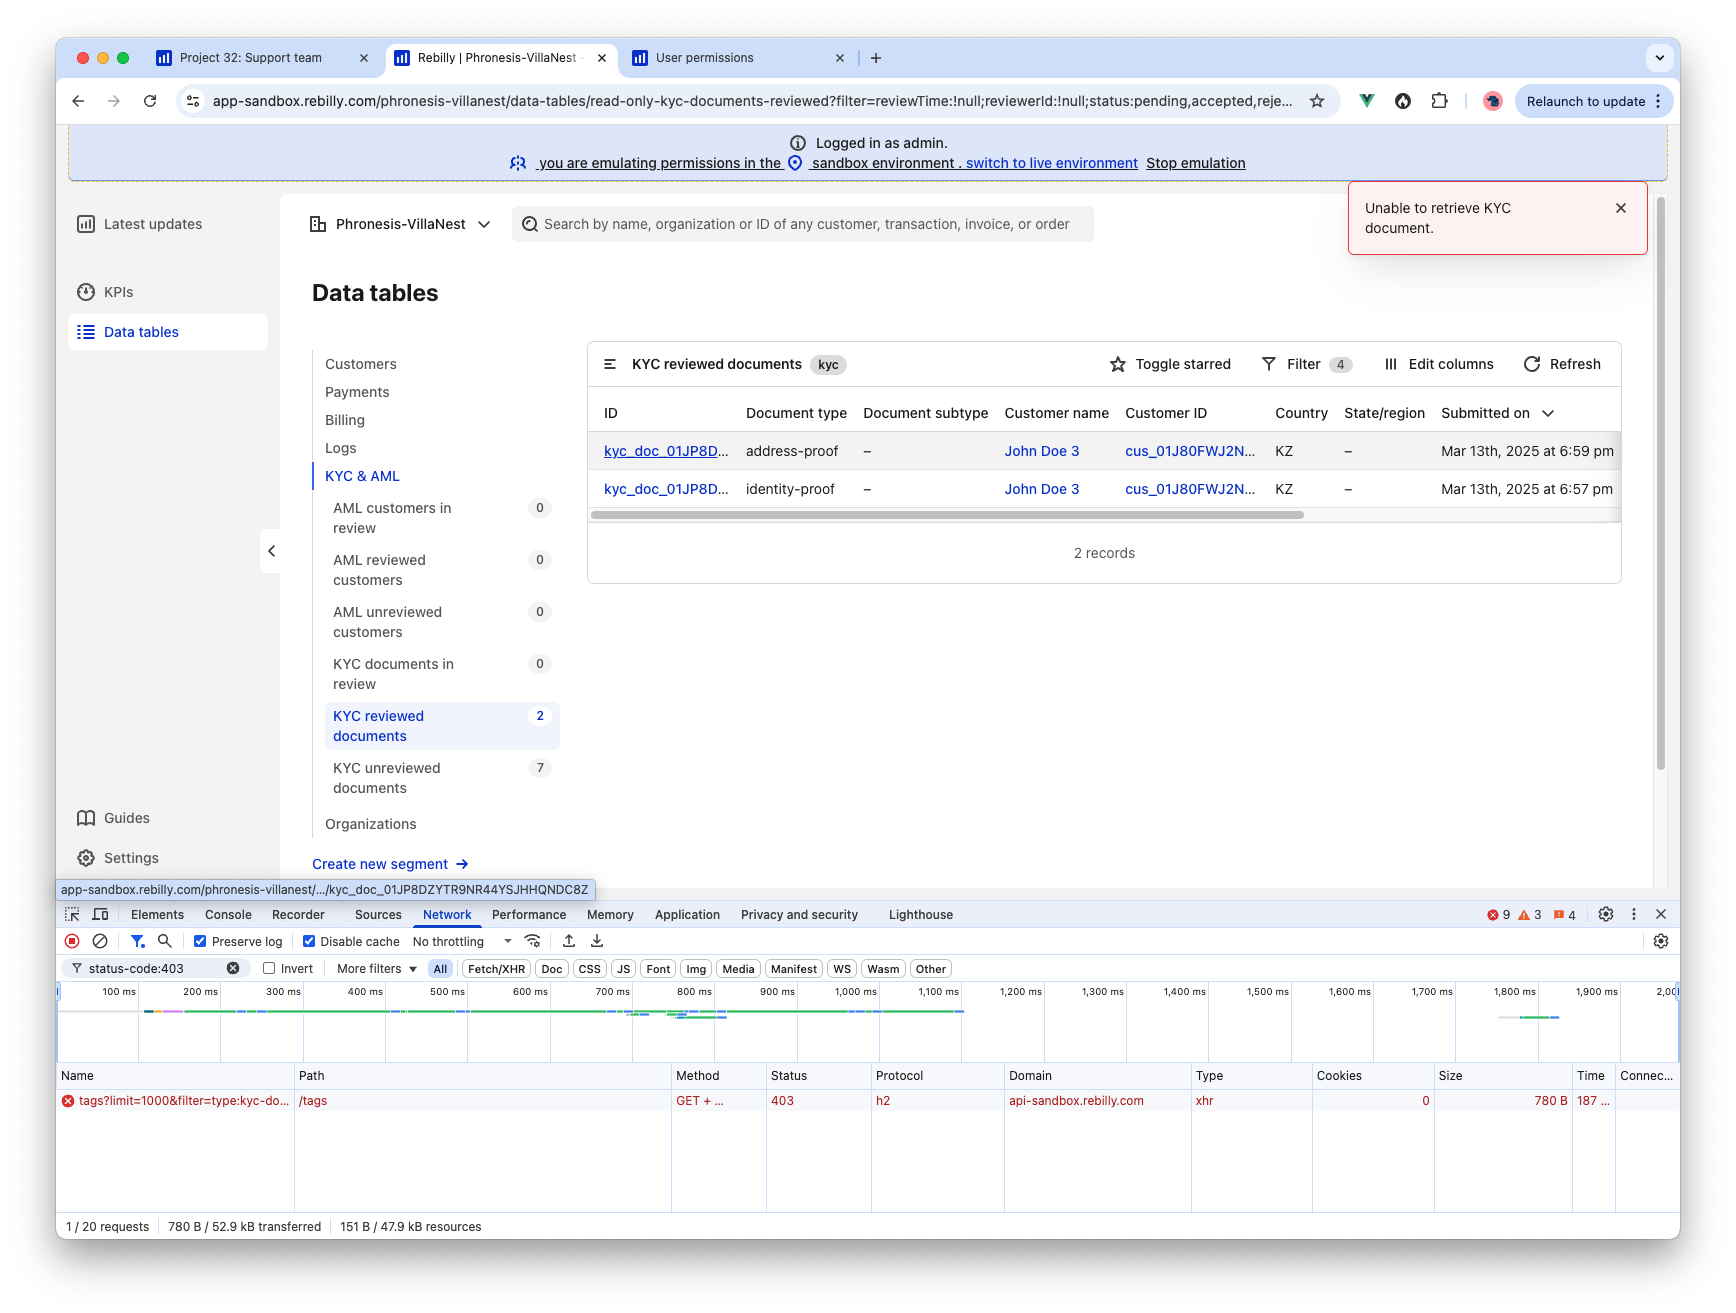 Project 32: Support team
Rebilly | Phronesis-VillaNest -
User permissions
app-sandbox.rebilly.com/phronesis-villanest/data-tables/read-only-kyc-documents-reviewed?filter=reviewTime:!null;reviewerId:!null;status:pending,accepted,reje...
Relaunch to update
Logged in as admin.
you are emulating permissions in the sandbox environment . switch to live environment Stop emulation
Unable to retrieve KYC
document.
Latest updates
KPIs
Data tables
Guides
Settings
Phronesis-VillaNest
Search by name, organization or ID of any customer, transaction, invoice, or order
Data tables
Customers
Payments
Billing
Logs
KYC & AML
AML customers in
review
0
AML reviewed
customers
0
AML unreviewed
customers
0
KYC documents in
review
0
KYC reviewed
documents
2
KYC unreviewed
documents
7
Organizations
Create new segment
KYC reviewed documents kyc
Toggle starred Filter 4 Edit columns Refresh
ID Document type Document subtype Customer name Customer ID Country State/region Submitted on
kyc_doc_01JP8D... address-proof – John Doe 3 cus_01J80FWJ2N... KZ – Mar 13th, 2025 at 6:59 pm
kyc_doc_01JP8D... identity-proof – John Doe 3 cus_01J80FWJ2N... KZ – Mar 13th, 2025 at 6:57 pm
2 records
app-sandbox.rebilly.com/phronesis-villanest/.../kyc_doc_01JP8DZYTR9NR44YSJHHQNDC8Z
Elements Console Recorder Sources Network Performance Memory Application Privacy and security Lighthouse 9 3 4
Preserve log Disable cache No throttling
status-code:403 Invert More filters All Fetch/XHR Doc CSS JS Font Img Media Manifest WS Wasm Other
100 ms 200 ms 300 ms 400 ms 500 ms 600 ms 700 ms 800 ms 900 ms 1,000 ms 1,100 ms 1,200 ms 1,300 ms 1,400 ms 1,500 ms 1,600 ms 1,700 ms 1,800 ms 1,900 ms 2,00
Name Path Method Status Protocol Domain Type Cookies Size Time Connec...
tags?limit=1000&filter=type:kyc-do... /tags GET + ... 403 h2 api-sandbox.rebilly.com xhr 0 780 B 187 ...
1 / 20 requests 780 B / 52.9 kB transferred 151 B / 47.9 kB resources